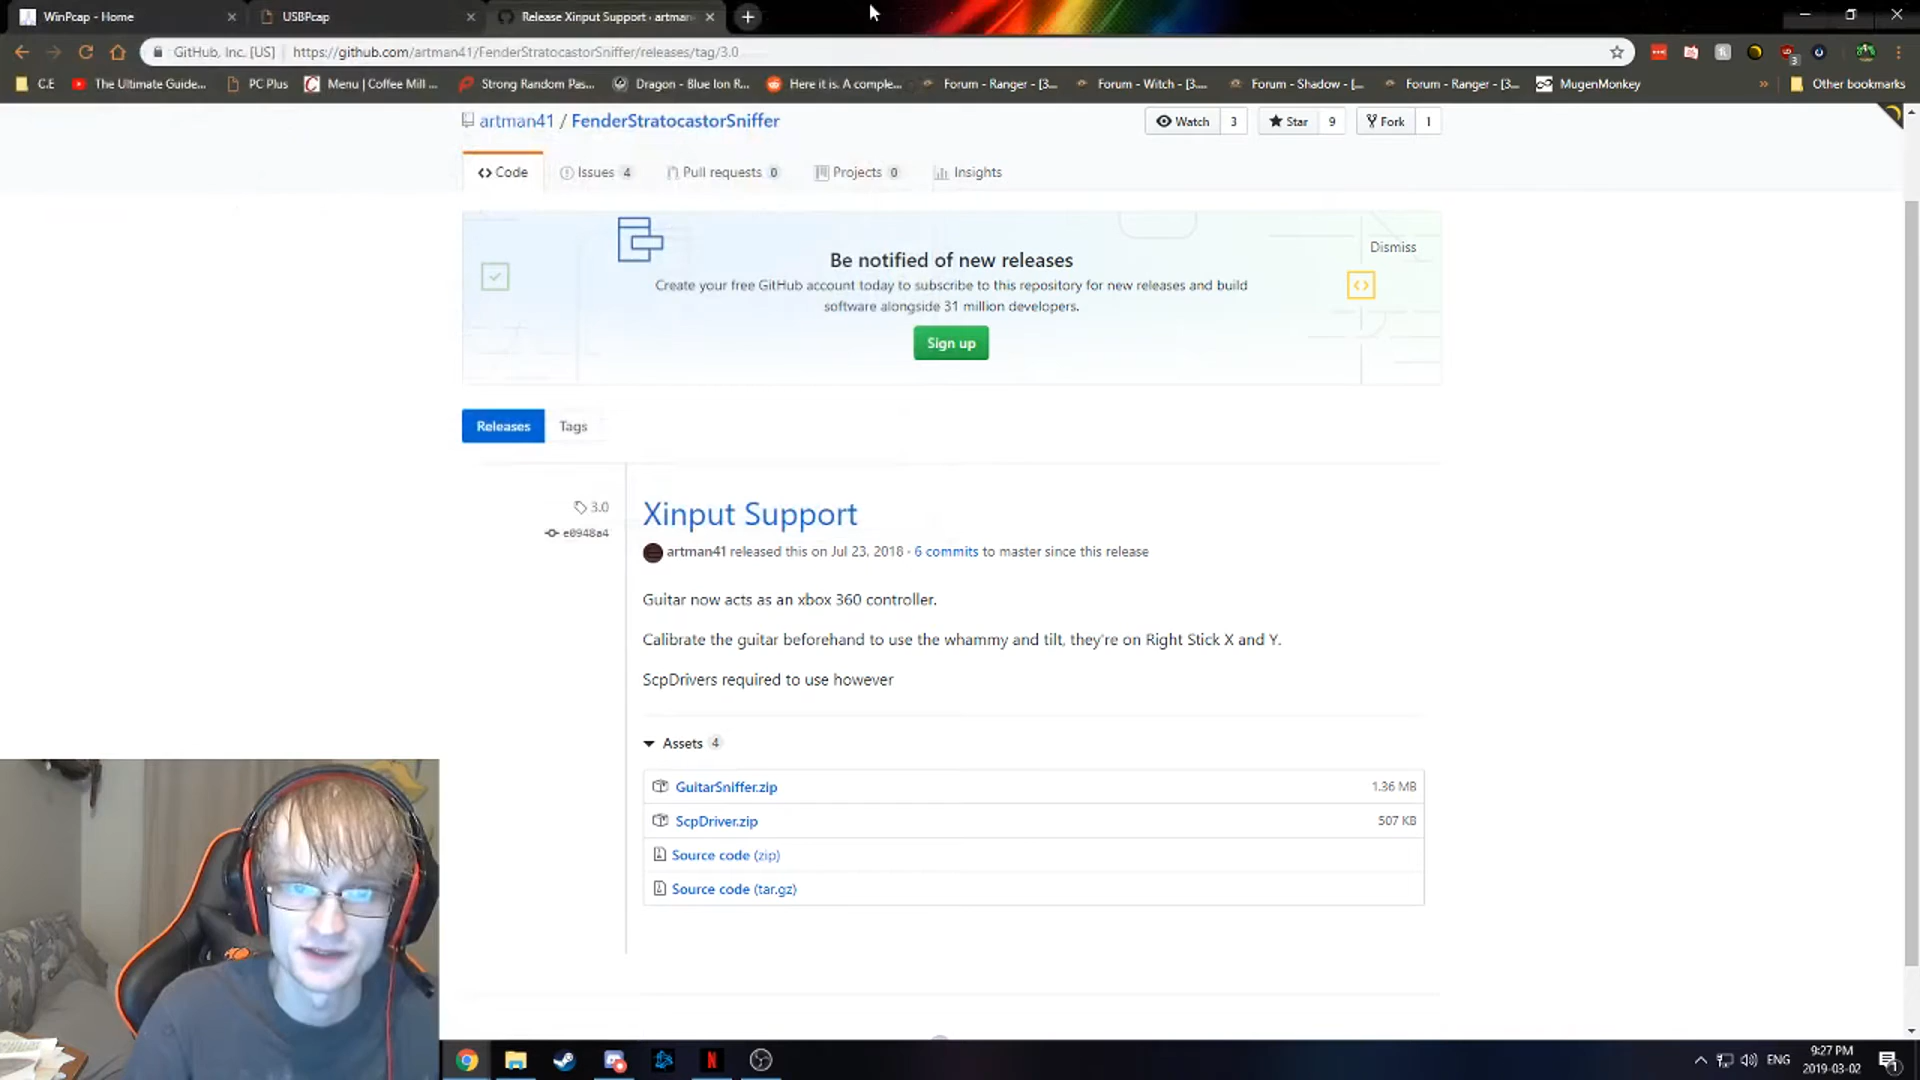 WinPcap - Home
USBPcap
Release Xinput Support · artman
GitHub, Inc. [US]
https://github.com/artman41/FenderStratocastorSniffer/releases/tag/3.0
3
C.E
The Ultimate Guide...
PC Plus
Menu | Coffee Mill ...
Strong Random Pas...
Dragon - Blue Ion R...
Here it is. A comple...
Forum - Ranger - [3...
Forum - Witch - [3...
Forum - Shadow - [...
Forum - Ranger - [3...
MugenMonkey
»
Other bookmarks
artman41 / FenderStratocastorSniffer
Watch 3
Star 9
Fork 1
Code
Issues 4
Pull requests 0
Projects 0
Insights
Be notified of new releases
Dismiss
Create your free GitHub account today to subscribe to this repository for new releases and build
software alongside 31 million developers.
Sign up
Releases
Tags
3.0
e0948a4
Xinput Support
artman41 released this on Jul 23, 2018 · 6 commits to master since this release
Guitar now acts as an xbox 360 controller.
Calibrate the guitar beforehand to use the whammy and tilt, they're on Right Stick X and Y.
ScpDrivers required to use however
Assets 4
GuitarSniffer.zip
1.36 MB
ScpDriver.zip
507 KB
Source code (zip)
Source code (tar.gz)
ENG
9:27 PM
2019-03-02
1